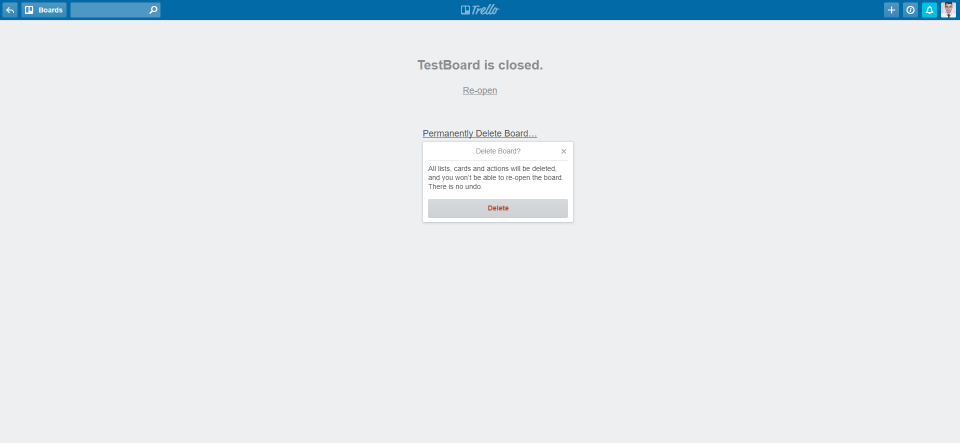 Boards
Trello
TestBoard is closed.
Re-open
Permanently Delete Board...
Delete Board?
All lists, cards and actions will be deleted,
and you won't be able to re-open the board.
There is no undo.
Delete